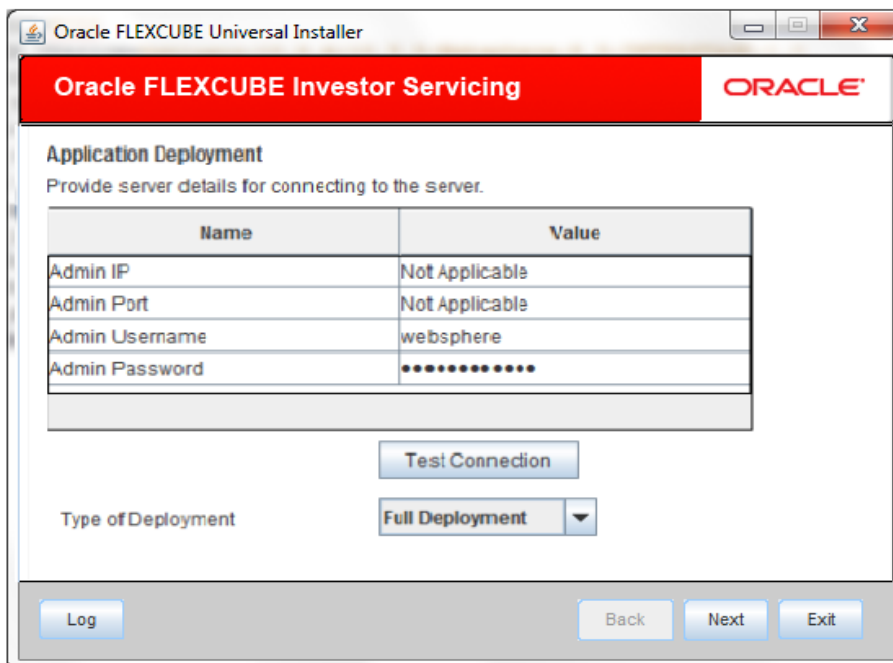 Oracle FLEXCUBE Universal Installer
Oracle FLEXCUBE Investor Servicing
ORACLE
Application Deployment
Provide server details for connecting to the server.
Name Value
Admin IP Not Applicable
Admin Port Not Applicable
Admin Username websphere
Admin Password ••••••••••••
Test Connection
Type of Deployment Full Deployment
Log Back Next Exit